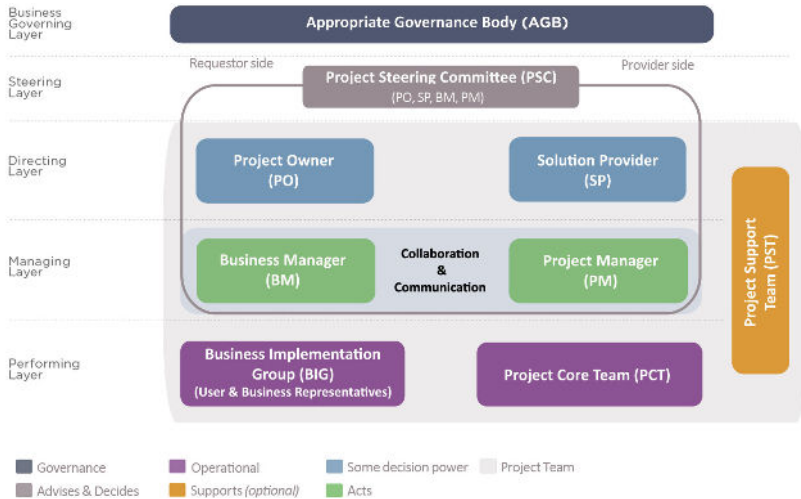 Business
Governing
Layer
Appropriate Governance Body (AGB)
Requestor side
Provider side
Steering
Layer
Project Steering Committee (PSC)
(PO, SP, BM, PM)
Directing
Layer
Project Owner
(PO)
Solution Provider
(SP)
Managing
Layer
Business Manager
(BM)
Collaboration
&
Communication
Project Manager
(PM)
Project Support
Team (PST)
Performing
Layer
Business Implementation
Group (BIG)
(User & Business Representatives)
Project Core Team (PCT)
Governance
Operational
Some decision power
Project Team
Advises & Decides
Supports (optional)
Acts